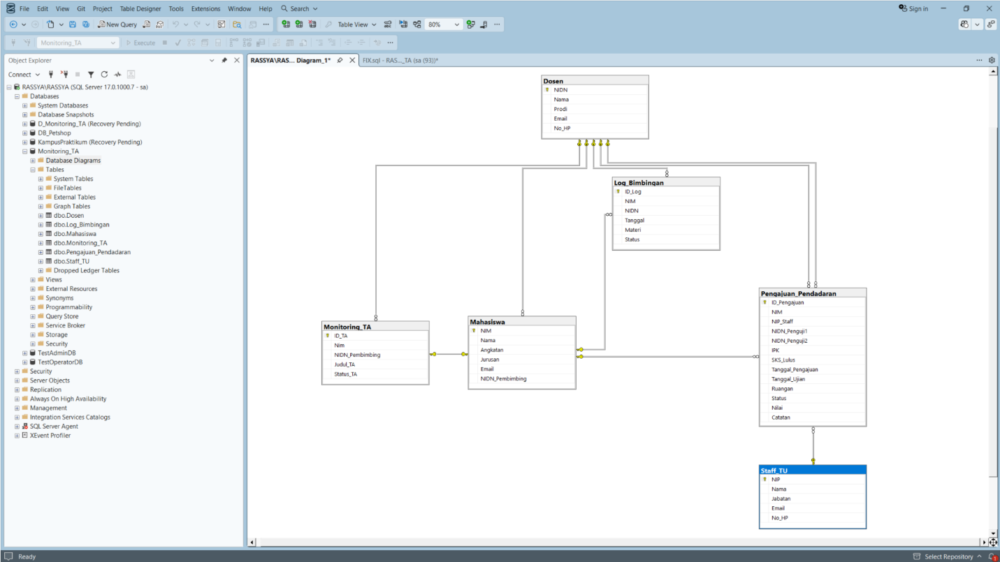 File Edit View Git Project Table Designer Tools Extensions Window Help Search Sign in
New Query Table View 80%
Monitoring_TA Execute
Object Explorer
Connect
RASSYA\RASSYA (SQL Server 17.0.1000.7 - sa)
Databases
System Databases
Database Snapshots
D_Monitoring_TA (Recovery Pending)
DB_Petshop
KampusPraktikum (Recovery Pending)
Monitoring_TA
Database Diagrams
Tables
System Tables
FileTables
External Tables
Graph Tables
dbo.Dosen
dbo.Log_Bimbingan
dbo.Mahasiswa
dbo.Monitoring_TA
dbo.Pengajuan_Pendadaran
dbo.Staff_TU
Dropped Ledger Tables
Views
External Resources
Synonyms
Programmability
Query Store
Service Broker
Storage
Security
TestAdminDB
TestOperatorDB
Security
Server Objects
Replication
Always On High Availability
Management
Integration Services Catalogs
SQL Server Agent
XEvent Profiler
RASSYA\RAS... Diagram_1* FIX.sql - RAS..._TA (sa (93))*
Dosen
NIDN
Nama
Prodi
Email
No_HP
Log_Bimbingan
ID_Log
NIM
NIDN
Tanggal
Materi
Status
Monitoring_TA
ID_TA
Nim
NIDN_Pembimbing
Judul_TA
Status_TA
Mahasiswa
NIM
Nama
Angkatan
Jurusan
Email
NIDN_Pembimbing
Pengajuan_Pendadaran
ID_Pengajuan
NIM
NIP_Staff
NIDN_Penguji1
NIDN_Penguji2
IPK
SKS_Lulus
Tanggal_Pengajuan
Tanggal_Ujian
Ruangan
Status
Nilai
Catatan
Staff_TU
NIP
Nama
Jabatan
Email
No_HP
Ready Select Repository 1